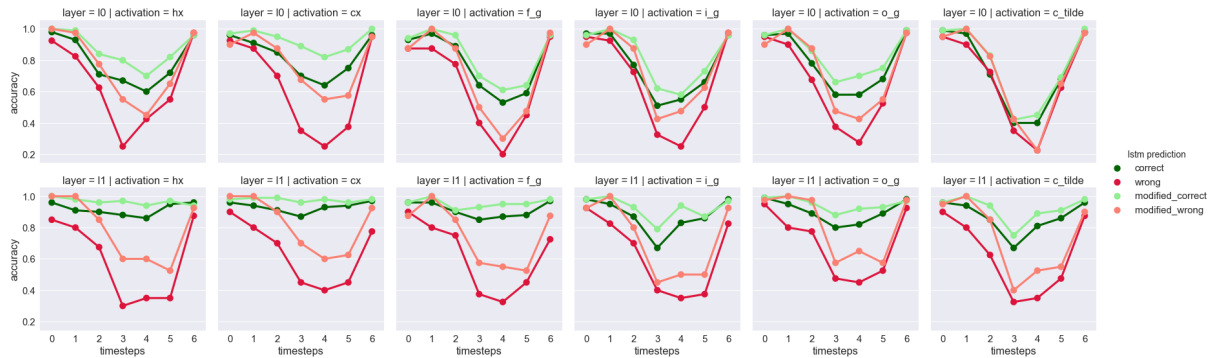 layer = l0 | activation = hx
layer = l0 | activation = cx
layer = l0 | activation = f_g
layer = l0 | activation = i_g
layer = l0 | activation = o_g
layer = l0 | activation = c_tilde
accuracy
1.0
0.8
0.6
0.4
0.2
layer = l1 | activation = hx
layer = l1 | activation = cx
layer = l1 | activation = f_g
layer = l1 | activation = i_g
layer = l1 | activation = o_g
layer = l1 | activation = c_tilde
accuracy
1.0
0.8
0.6
0.4
0.2
0 1 2 3 4 5 6
0 1 2 3 4 5 6
0 1 2 3 4 5 6
0 1 2 3 4 5 6
0 1 2 3 4 5 6
0 1 2 3 4 5 6
timesteps
timesteps
timesteps
timesteps
timesteps
timesteps
lstm prediction
correct
wrong
modified_correct
modified_wrong